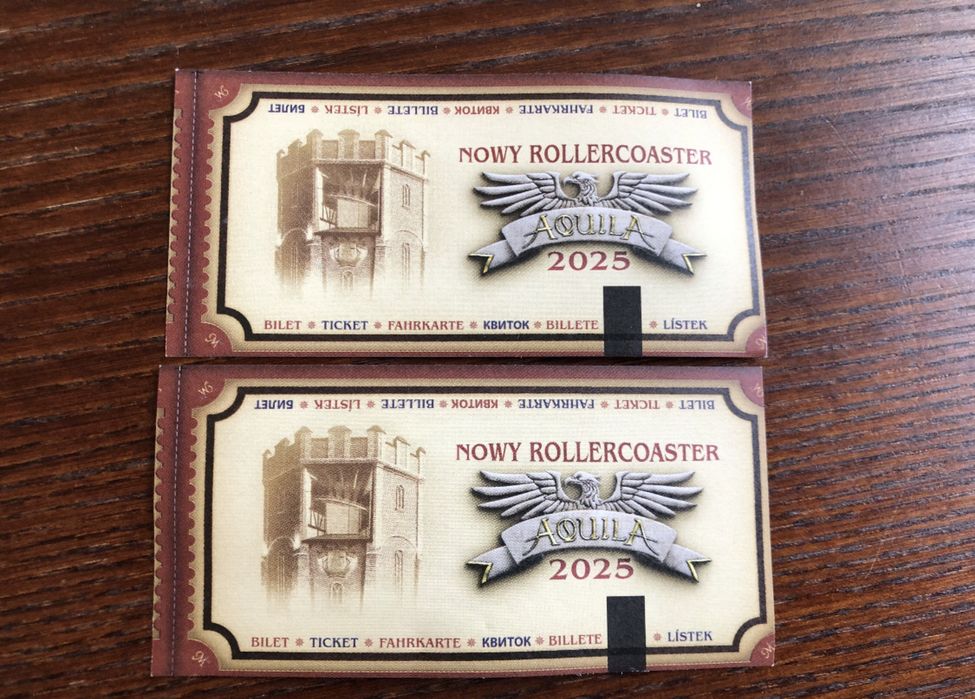 BILET * TICKET * FAHRKARTE * КВИТОК * BILLETE * LÍSTEK * БИЛЕТ
NOWY ROLLERCOASTER
AQUILA
2025
BILET * TICKET * FAHRKARTE * КВИТОК * BILLETE * LÍSTEK
BILET * TICKET * FAHRKARTE * КВИТОК * BILLETE * LÍSTEK * БИЛЕТ
NOWY ROLLERCOASTER
AQUILA
2025
BILET * TICKET * FAHRKARTE * КВИТОК * BILLETE * LÍSTEK